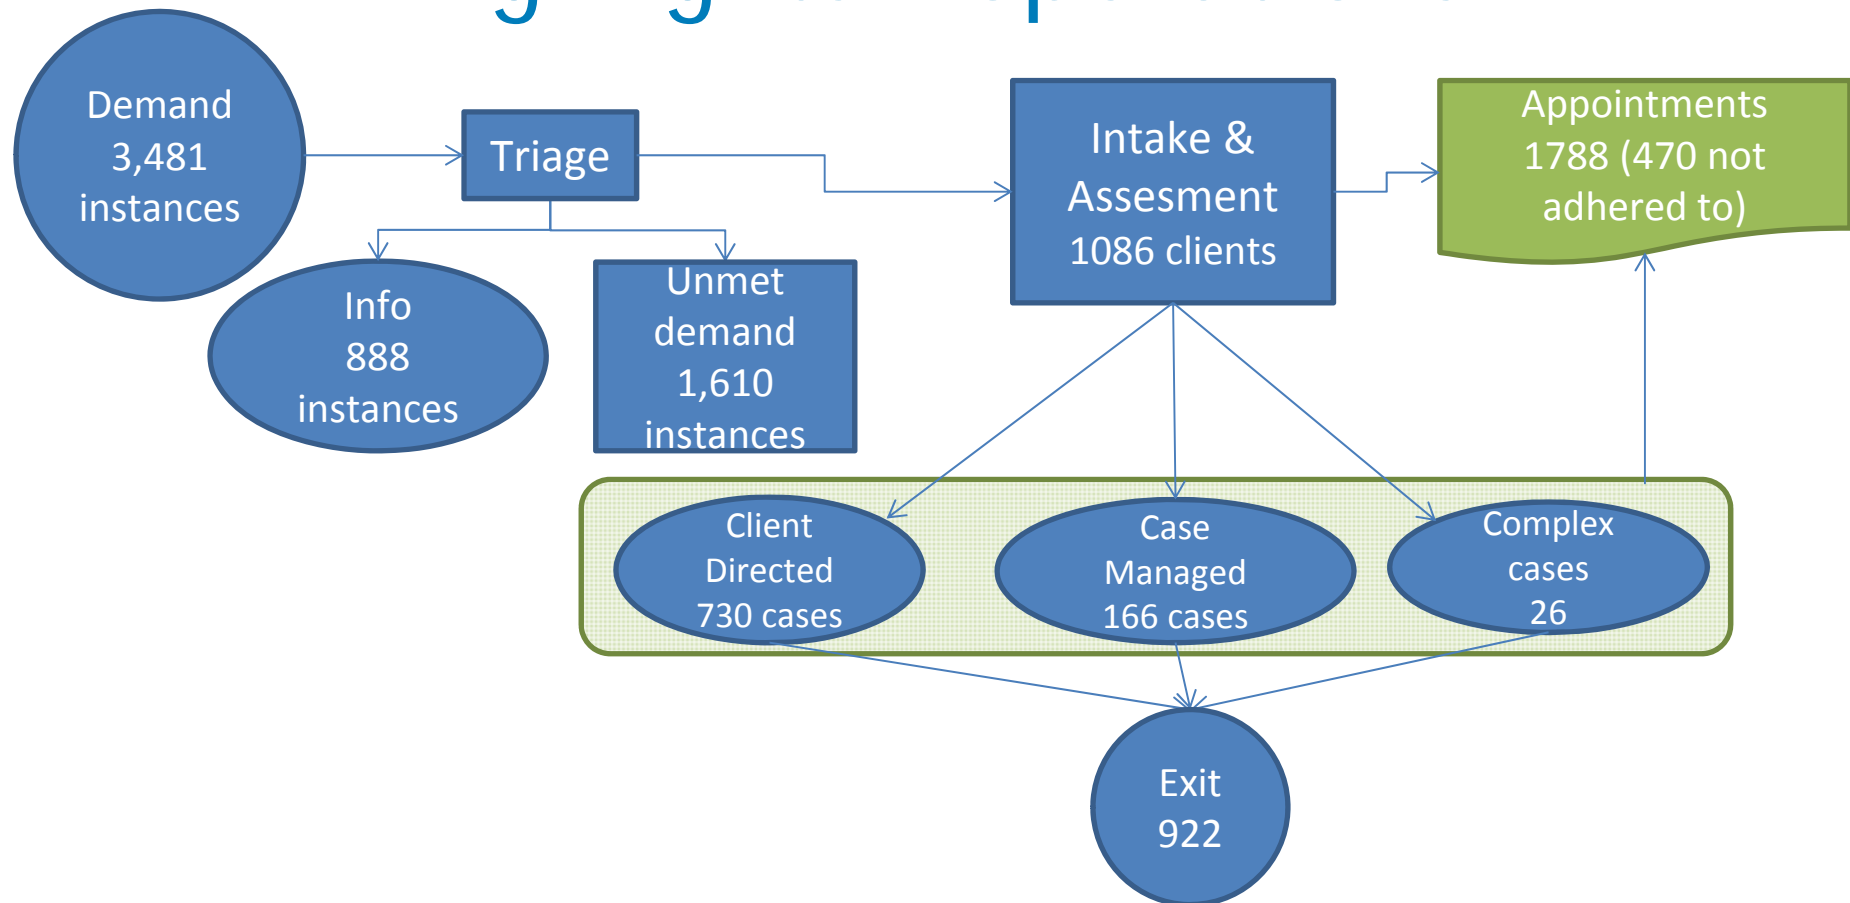 Demand
3,481
instances
Triage
Intake &
Assesment
1086 clients
Appointments
1788 (470 not
adhered to)
Info
888
instances
Unmet
demand
1,610
instances
Client
Directed
730 cases
Case
Managed
166 cases
Complex
cases
26
Exit
922